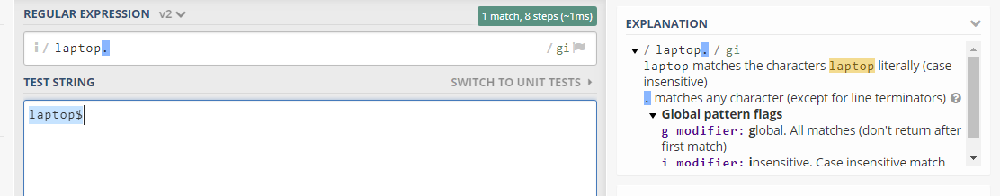 REGULAR EXPRESSION v2 1 match, 8 steps (~1ms)
/ laptop. / gi
TEST STRING SWITCH TO UNIT TESTS
laptop$
EXPLANATION
/ laptop. / gi
laptop matches the characters laptop literally (case
insensitive)
. matches any character (except for line terminators)
Global pattern flags
g modifier: global. All matches (don't return after
first match)
i modifier: insensitive. Case insensitive match